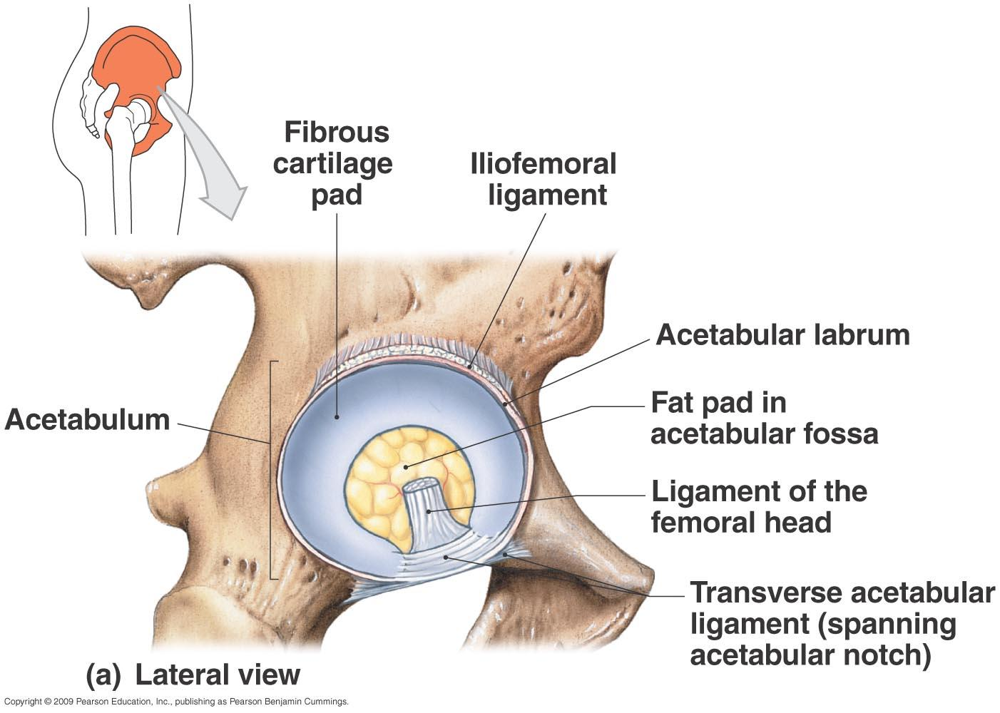 Fibrous
cartilage
pad
Iliofemoral
ligament
Acetabular labrum
Fat pad in
acetabular fossa
Acetabulum
Ligament of the
femoral head
Transverse acetabular
ligament (spanning
acetabular notch)
(a) Lateral view
Copyright © 2009 Pearson Education, Inc., publishing as Pearson Benjamin Cummings.